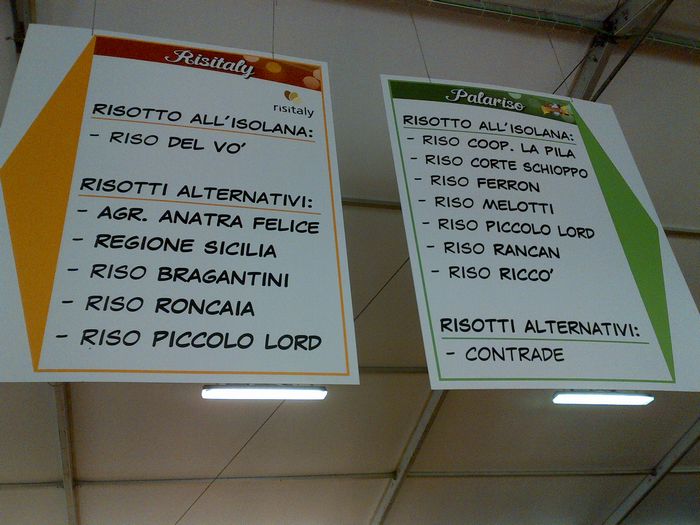 Risitaly
risitaly
RISOTTO ALL'ISOLANA:
- RISO DEL VO'
RISOTTI ALTERNATIVI:
- AGR. ANATRA FELICE
- REGIONE SICILIA
- RISO BRAGANTINI
- RISO RONCAIA
- RISO PICCOLO LORD
Palariso
RISOTTO ALL'ISOLANA:
- RISO COOP. LA PILA
- RISO CORTE SCHIOPPO
- RISO FERRON
- RISO MELOTTI
- RISO PICCOLO LORD
- RISO RANCAN
- RISO RICCO'
RISOTTI ALTERNATIVI:
- CONTRADE